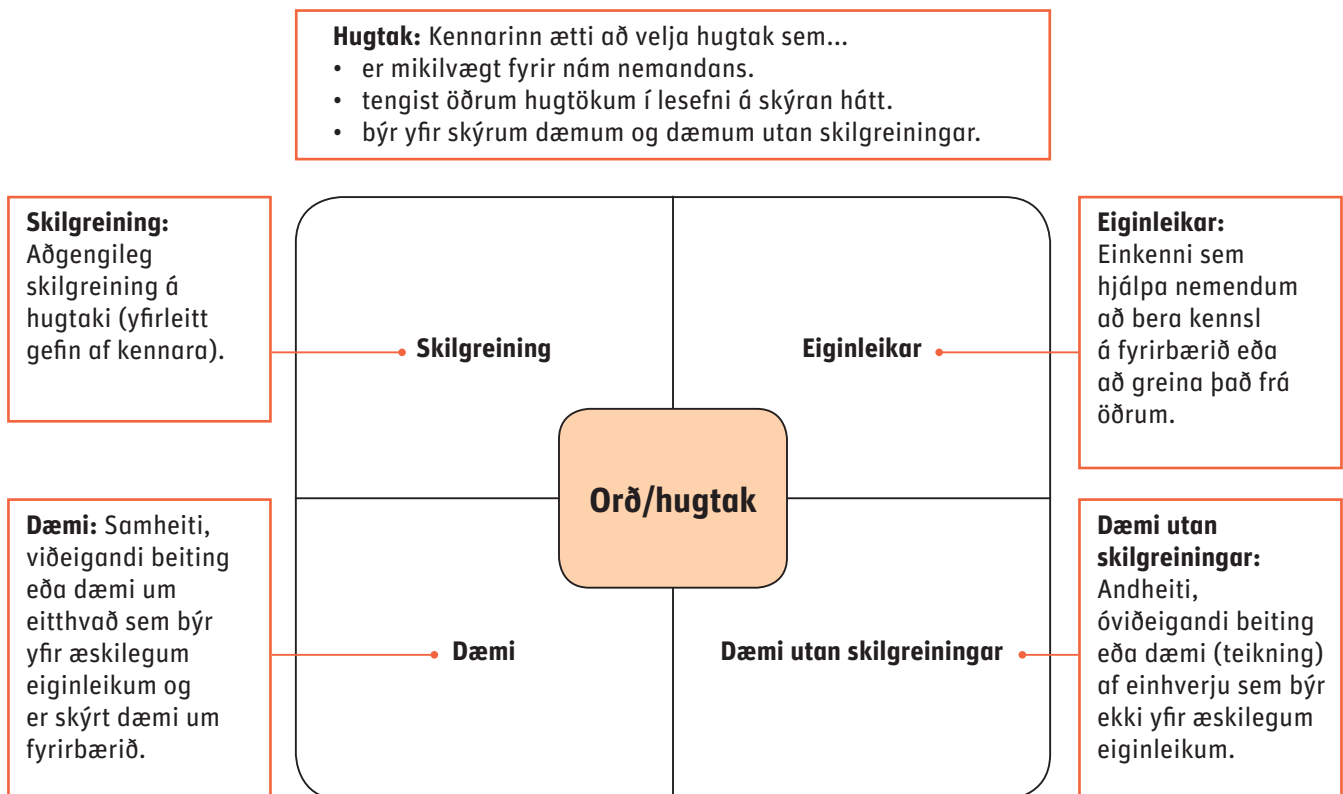 Hugtak: Kennarinn ætti að velja hugtak sem...
• er mikilvægt fyrir nám nemandans.
• tengist öðrum hugtökum í lesefni á skýran hátt.
• býr yfir skýrum dæmum og dæmum utan skilgreiningar.
Skilgreining:
Aðgengileg
skilgreining á
hugtaki (yfirleitt
gefin af kennara).
Skilgreining
Eiginleikar
Eiginleikar:
Einkenni sem
hjálpa nemendum
að bera kennsl
á fyrirbærið eða
að greina það frá
öðrum.
Orð/hugtak
Dæmi: Samheiti,
viðeigandi beiting
eða dæmi um
eitthvað sem býr
yfir æskilegum
eiginleikum og
er skýrt dæmi um
fyrirbærið.
Dæmi
Dæmi utan skilgreiningar
Dæmi utan
skilgreiningar:
Andheiti,
óviðeigandi beiting
eða dæmi (teikning)
af einhverju sem býr
ekki yfir æskilegum
eiginleikum.